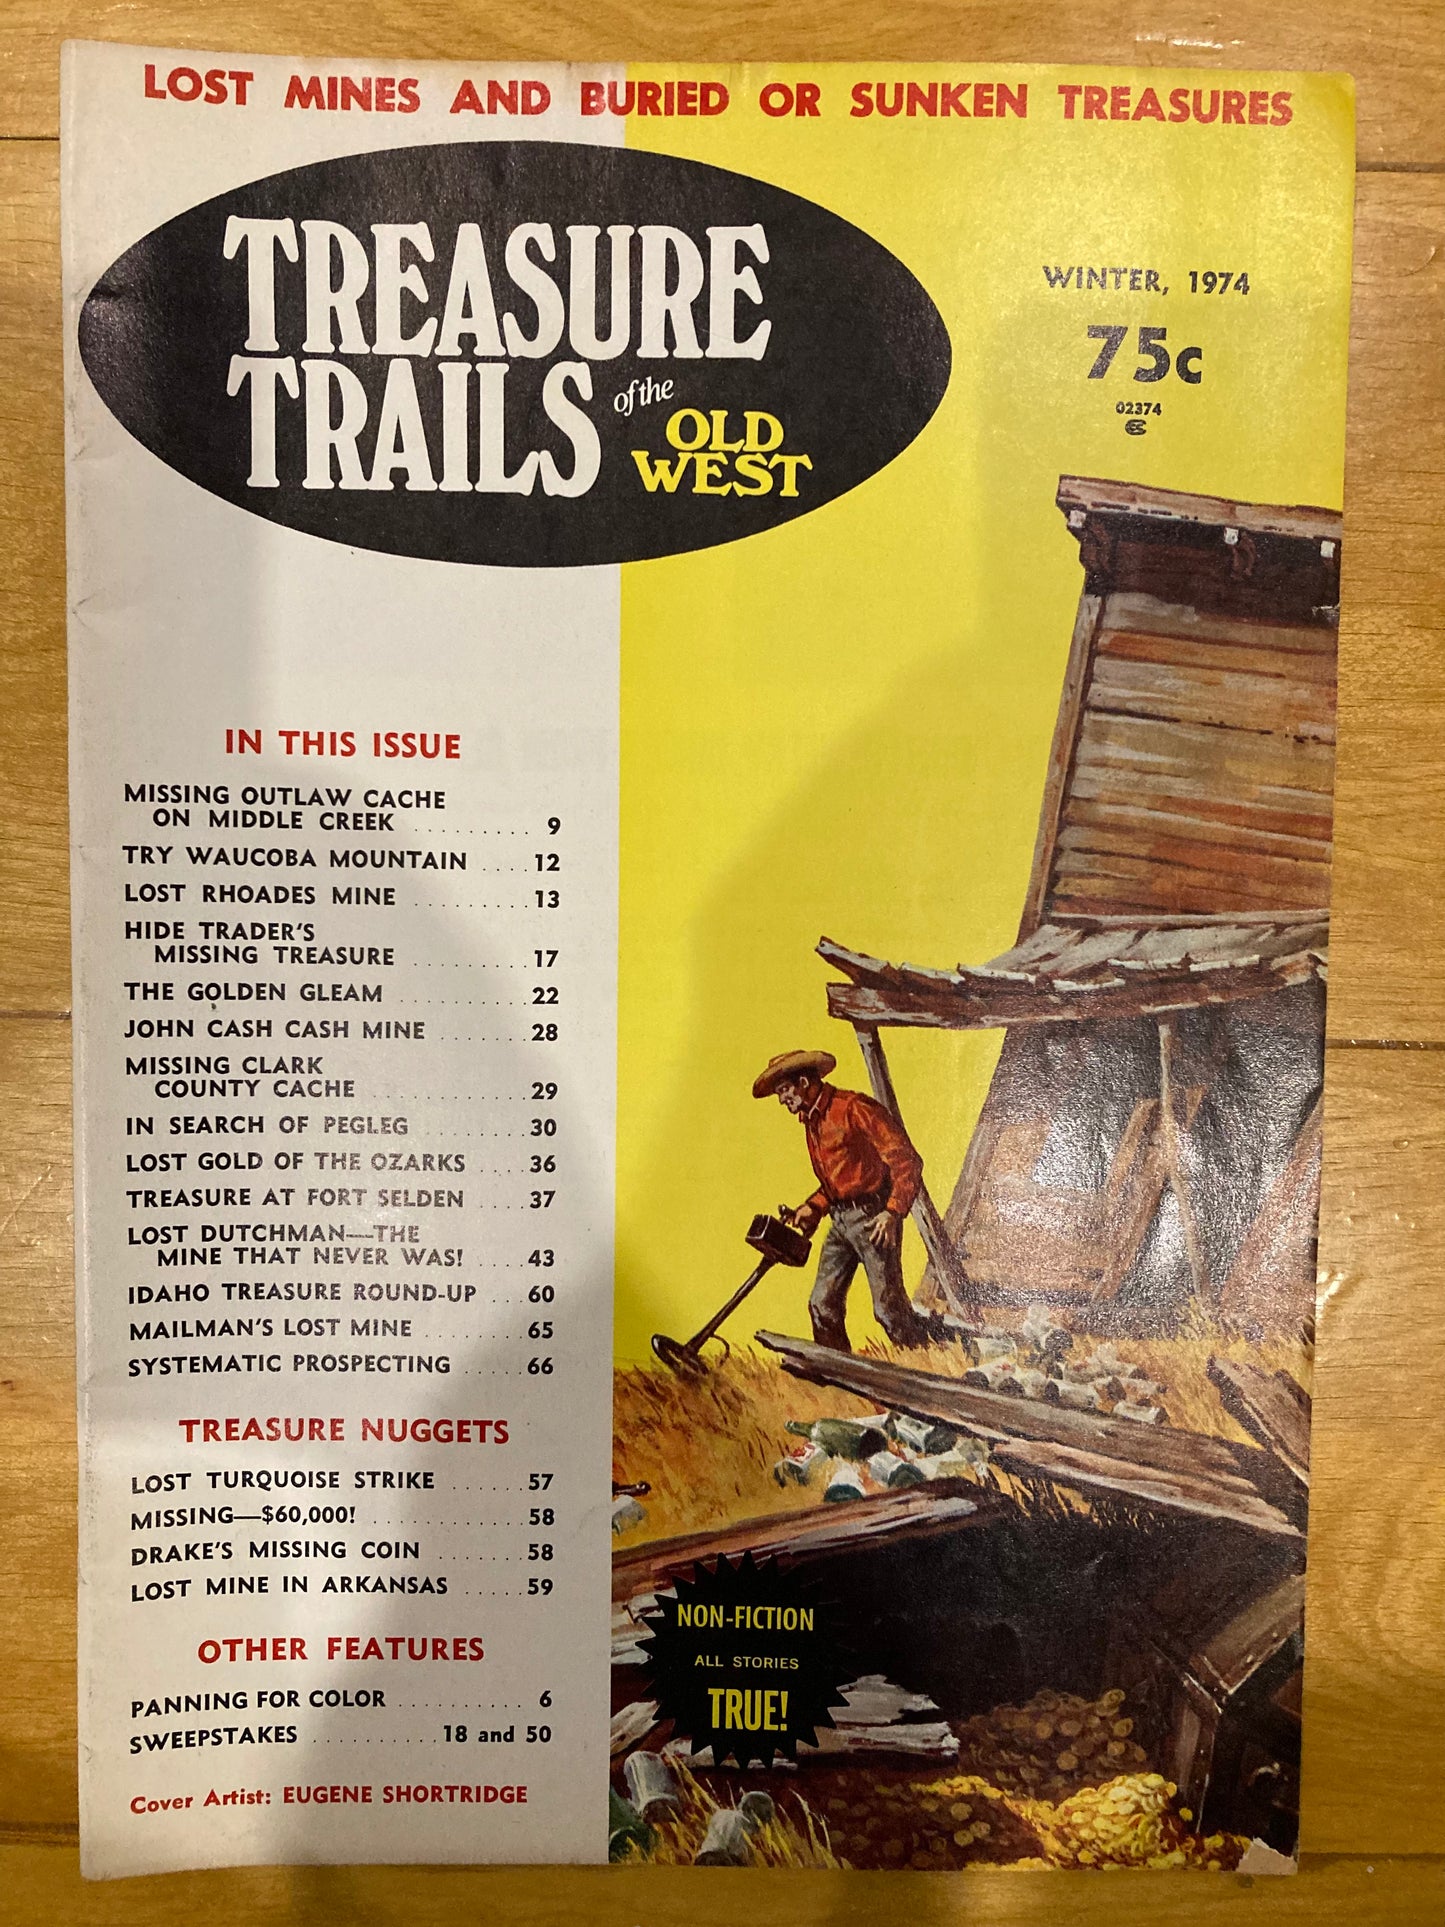 LOST MINES AND BURIED OR SUNKEN TREASURES
TREASURE
TRAILS of the
OLD
WEST
WINTER, 1974
75c
02374
IN THIS ISSUE
MISSING OUTLAW CACHE
ON MIDDLE CREEK . . . . . . . . . 9
TRY WAUCOBA MOUNTAIN . . . . 12
LOST RHOADES MINE . . . . . . . . . 13
HIDE TRADER'S
MISSING TREASURE . . . . . . . . . 17
THE GOLDEN GLEAM . . . . . . . . . . 22
JOHN CASH CASH MINE . . . . . . . 28
MISSING CLARK
COUNTY CACHE . . . . . . . . . . . . 29
IN SEARCH OF PEGLEG . . . . . . . . 30
LOST GOLD OF THE OZARKS . . . . 36
TREASURE AT FORT SELDEN . . . . 37
LOST DUTCHMAN—THE
MINE THAT NEVER WAS! . . . . 43
IDAHO TREASURE ROUND-UP . . . 60
MAILMAN'S LOST MINE . . . . . . . . 65
SYSTEMATIC PROSPECTING . . . . . 66
TREASURE NUGGETS
LOST TURQUOISE STRIKE . . . . . . 57
MISSING—$60,000! . . . . . . . . . . . . 58
DRAKE'S MISSING COIN . . . . . . . 58
LOST MINE IN ARKANSAS . . . . . 59
OTHER FEATURES
PANNING FOR COLOR . . . . . . . . . . 6
SWEEPSTAKES . . . . . . . . . . 18 and 50
Cover Artist: EUGENE SHORTRIDGE
NON-FICTION
ALL STORIES
TRUE!